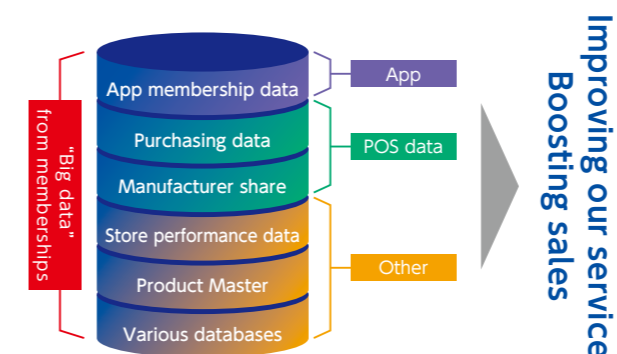 "Big data"
from memberships
App membership data
Purchasing data
Manufacturer share
Store performance data
Product Master
Various databases
App
POS data
Other
Improving our service
Boosting sales